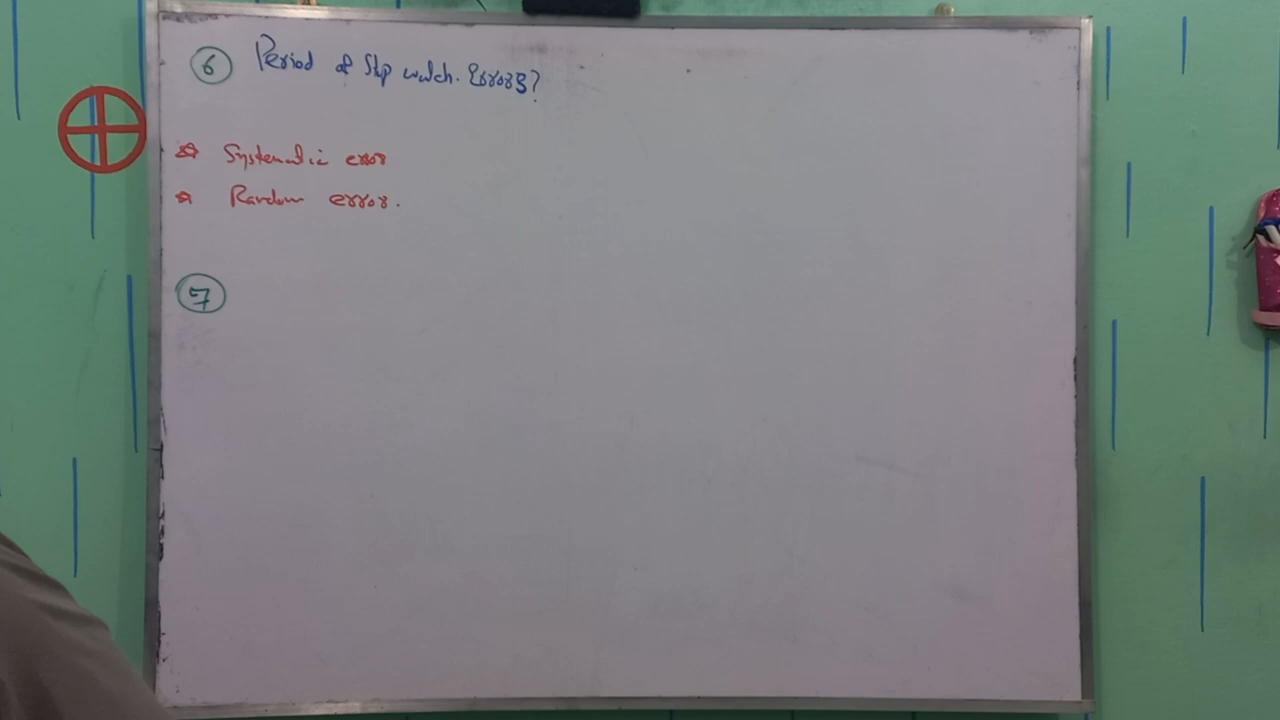 6 Period of Stop watch. Errors?
* Systematic error
* Random error.
7